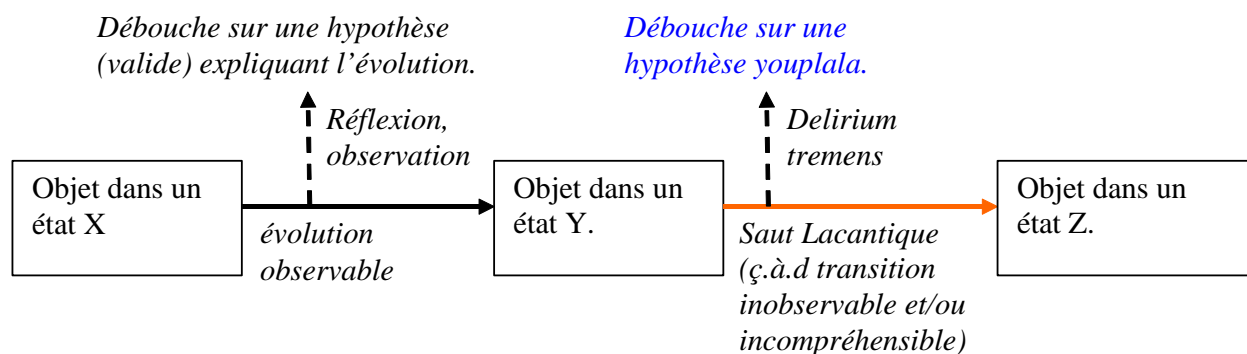 Débouche sur une hypothèse
(valide) expliquant l’évolution.
Débouche sur une
hypothèse youplala.
Réflexion,
observation
Delirium
tremens
Objet dans un
état X
Objet dans un
état Y.
Objet dans un
état Z.
évolution
observable
Saut Lacantique
(ç.à.d transition
inobservable et/ou
incompréhensible)